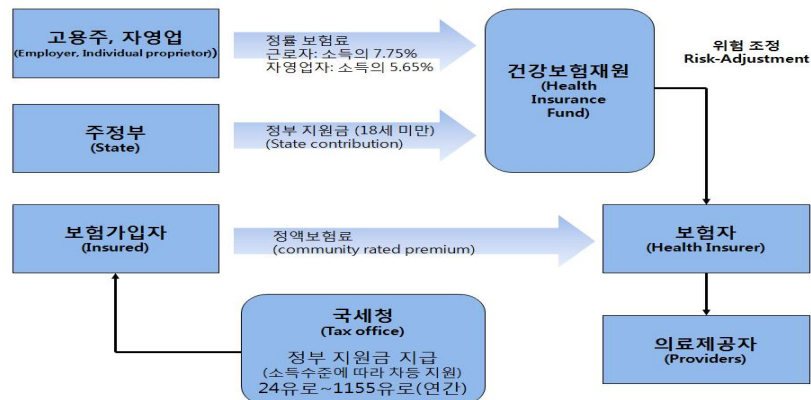 고용주, 자영업
(Employer, Individual proprietor))
정률 보험료
근로자: 소득의 7.75%
자영업자: 소득의 5.65%
건강보험재원
(Health
Insurance
Fund)
위험 조정
Risk-Adjustment
주정부
(State)
정부 지원금 (18세 미만)
(State contribution)
보험가입자
(Insured)
정액보험료
(community rated premium)
보험자
(Health Insurer)
국세청
(Tax office)
정부 지원금 지급
(소득수준에 따라 차등 지원)
24유로~1155유로(연간)
의료제공자
(Providers)